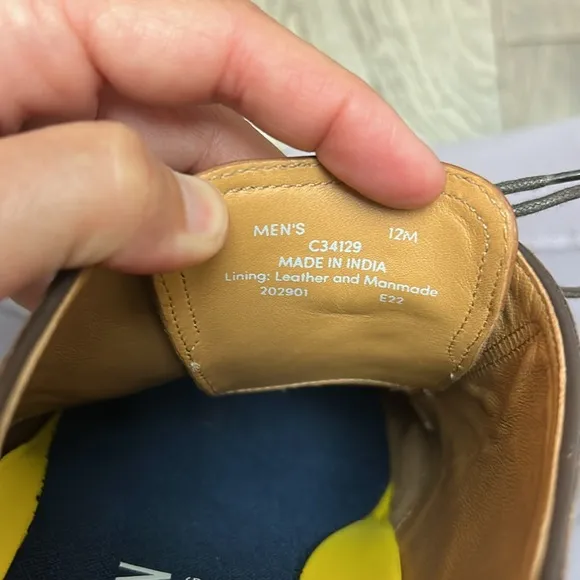 MEN'S 12M
C34129
MADE IN INDIA
Lining: Leather and Manmade
202901 E22